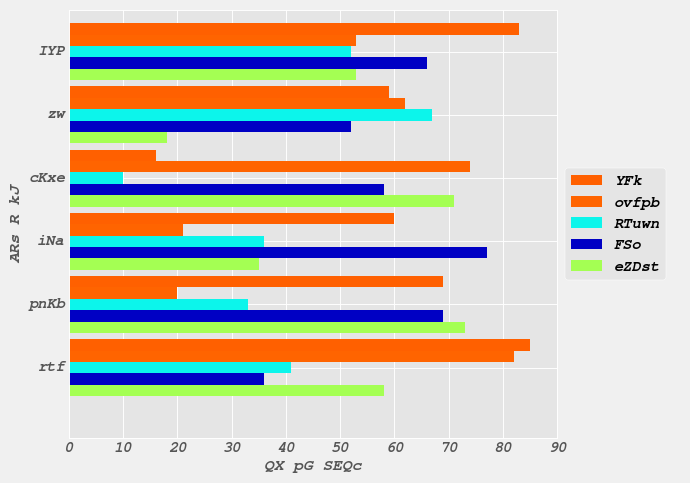 IYP
zw
cKxe
iNa
pnKb
rtf
ARs R kJ
0 10 20 30 40 50 60 70 80 90
QX pG SEQc
YFk
ovfpb
RTuwn
FSo
eZDst